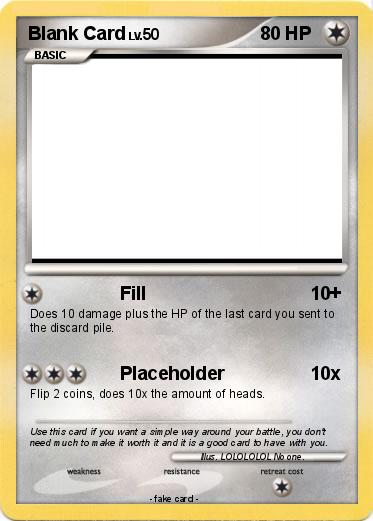 Blank Card LV.50 80 HP
BASIC
Fill 10+
Does 10 damage plus the HP of the last card you sent to
the discard pile.
Placeholder 10x
Flip 2 coins, does 10x the amount of heads.
Use this card if you want a simple way around your battle, you don't
need much to make it worth it and it is a good card to have with you.
Illus. LOLOLOLOL No one.
weakness resistance retreat cost
- fake card -